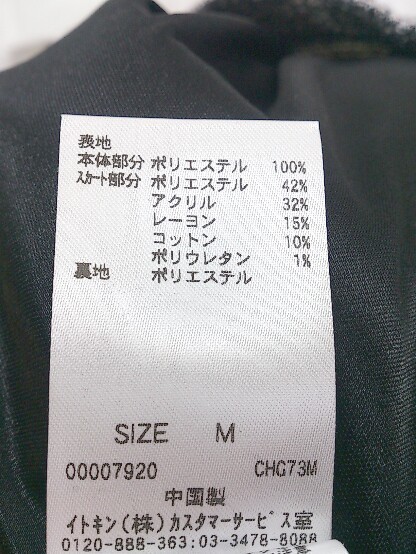 表地
本体部分 ポリエステル 100%
スカート部分 ポリエステル 42%
アクリル 32%
レーヨン 15%
コットン 10%
ポリウレタン 1%
裏地 ポリエステル
SIZE M
00007920 CHG73M
中国製
イトキン(株)カスタマーサービス室
0120-888-363;03-3478-8088